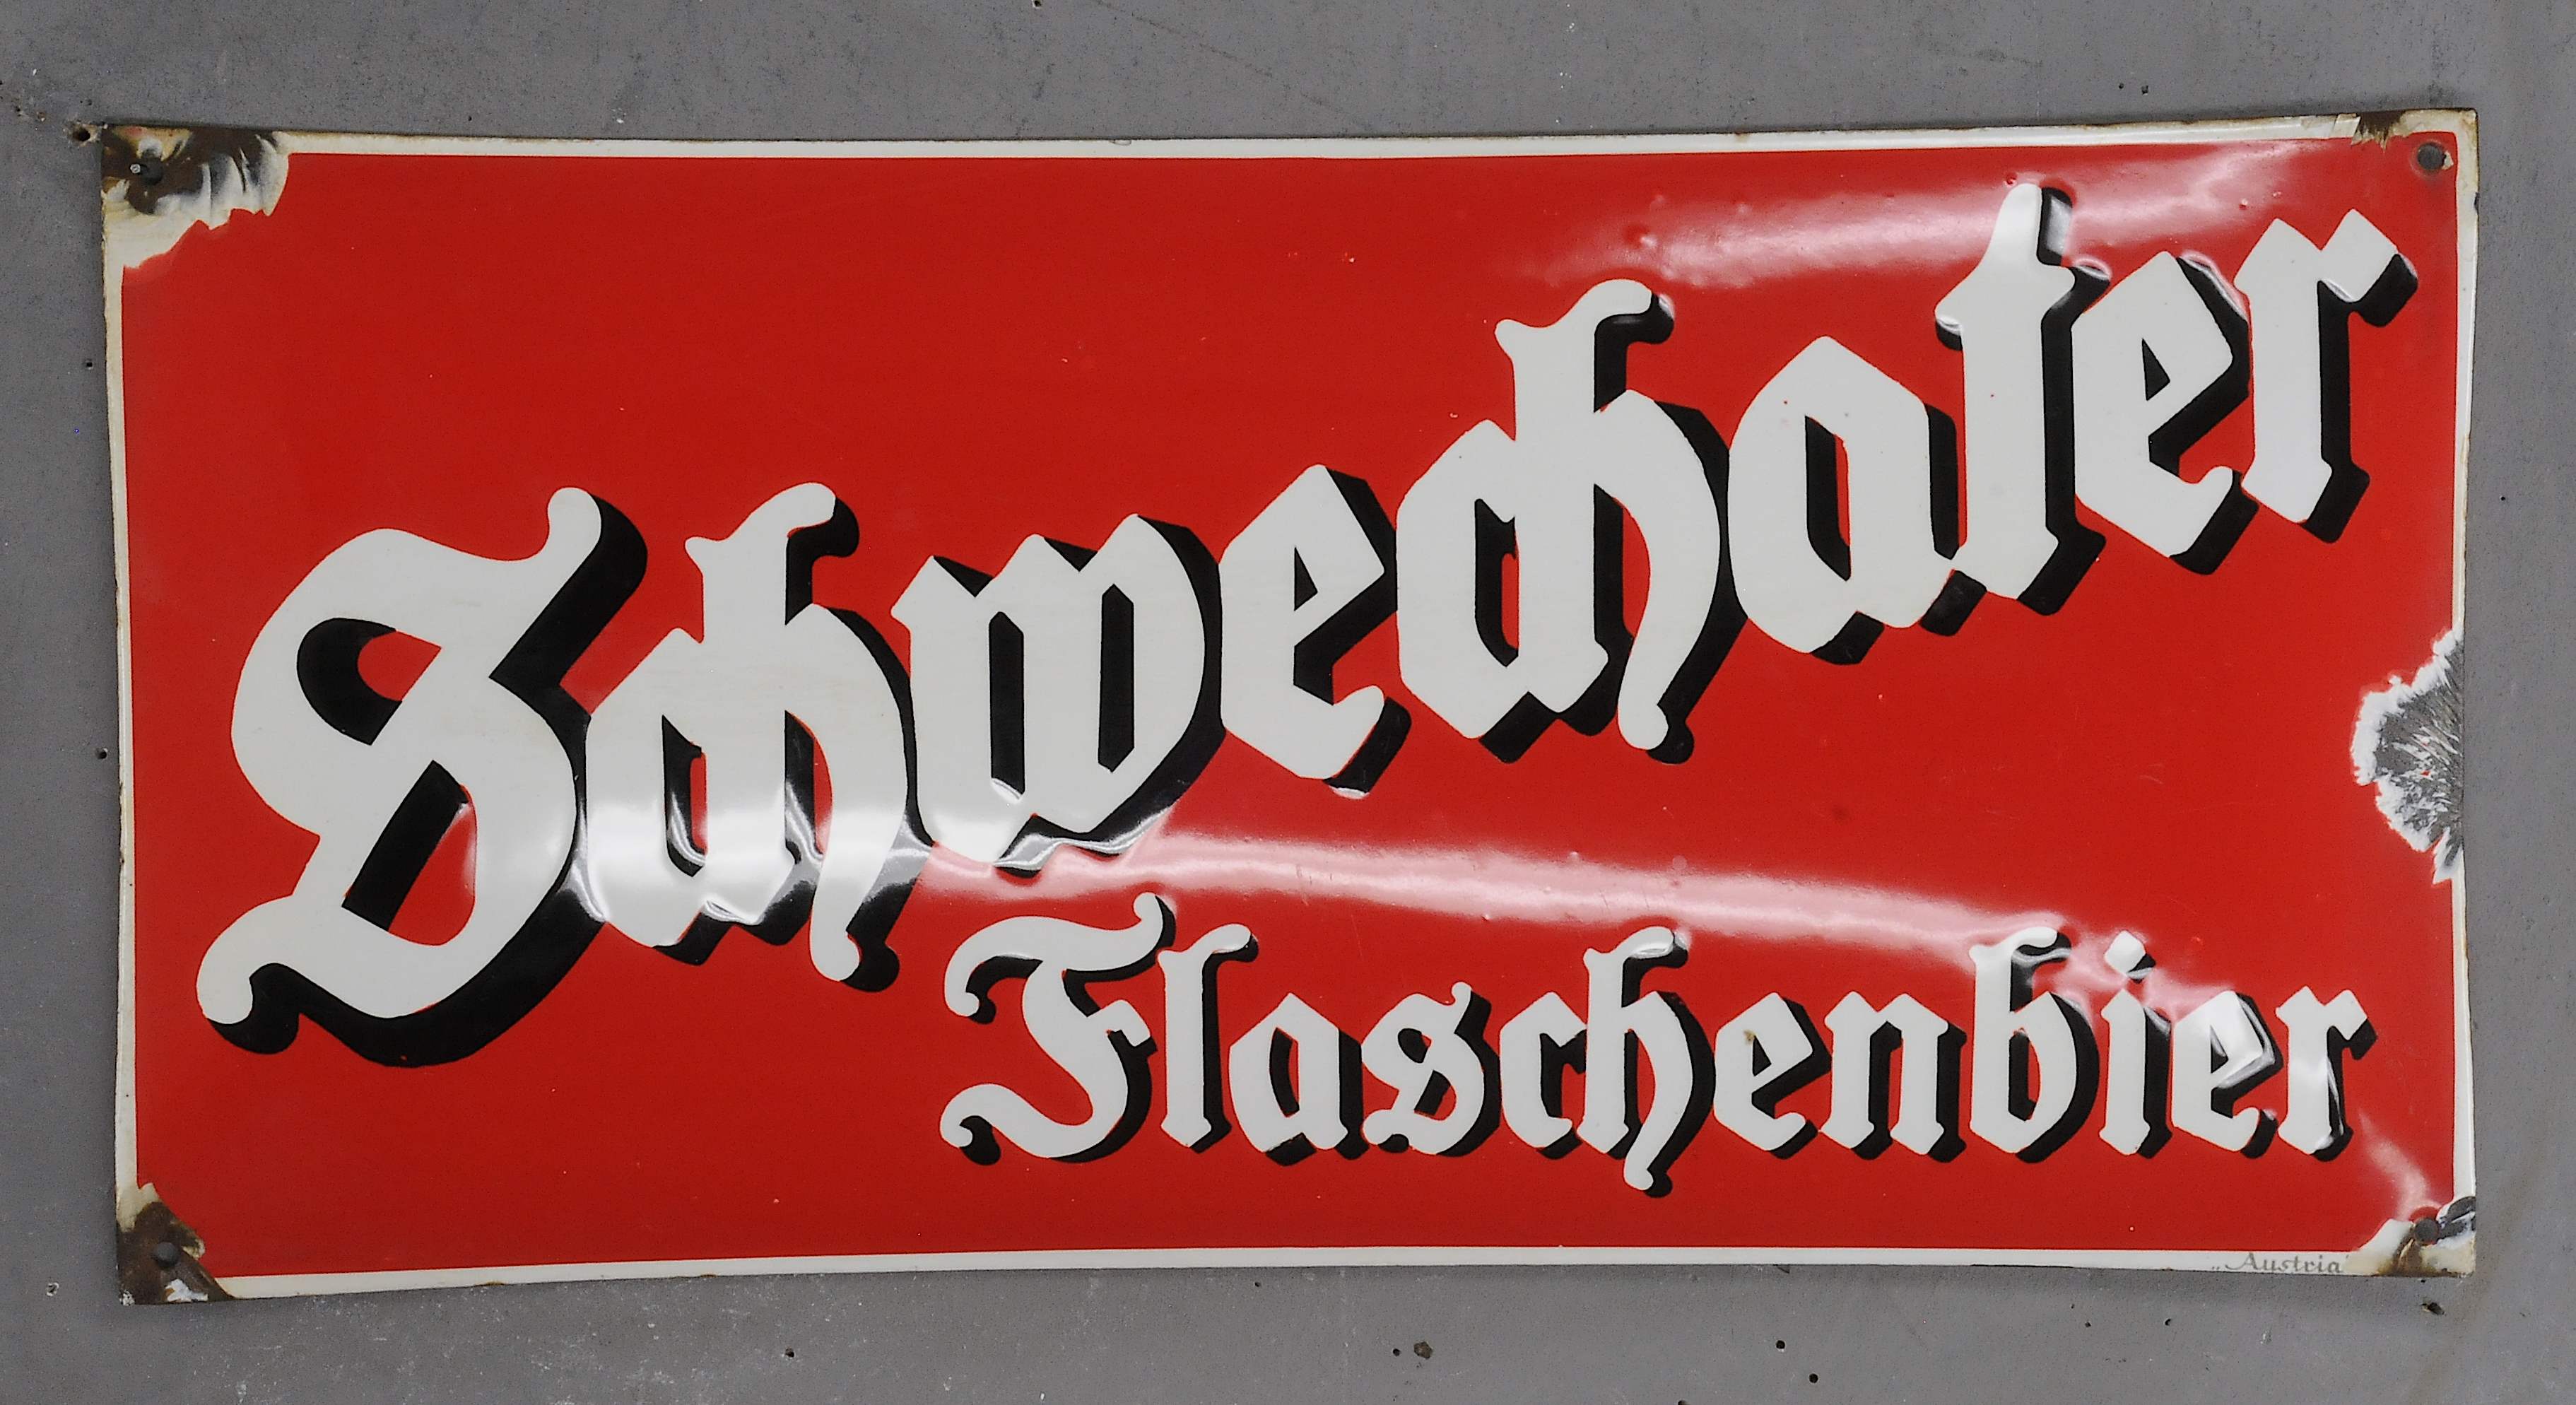 Schwechater
Flaschenbier
„Austria“